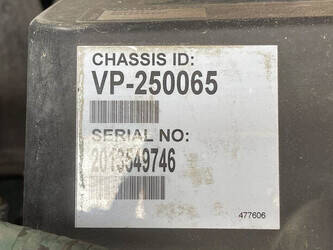 CHASSIS ID:
VP-250065
SERIAL NO:
2013549746
477606